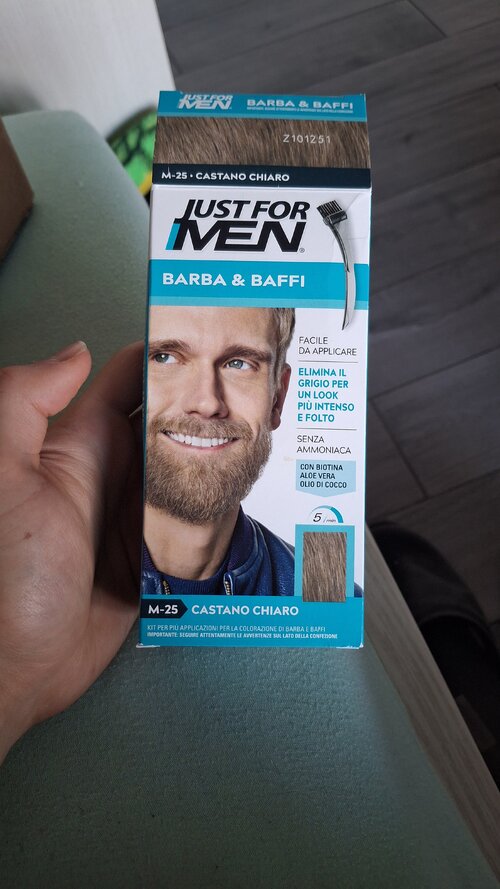 JUST FOR
MEN
BARBA & BAFFI
Z101251
M-25 • CASTANO CHIARO
JUST FOR
MEN®
BARBA & BAFFI
FACILE
DA APPLICARE
ELIMINA IL
GRIGIO PER
UN LOOK
PIÙ INTENSO
E FOLTO
SENZA
AMMONIACA
CON BIOTINA
ALOE VERA
OLIO DI COCCO
5 / min
M-25 CASTANO CHIARO
KIT PER PIÙ APPLICAZIONI PER LA COLORAZIONE DI BARBA E BAFFI
IMPORTANTE: SEGUIRE ATTENTAMENTE LE AVVERTENZE SUL LATO DELLA CONFEZIONE